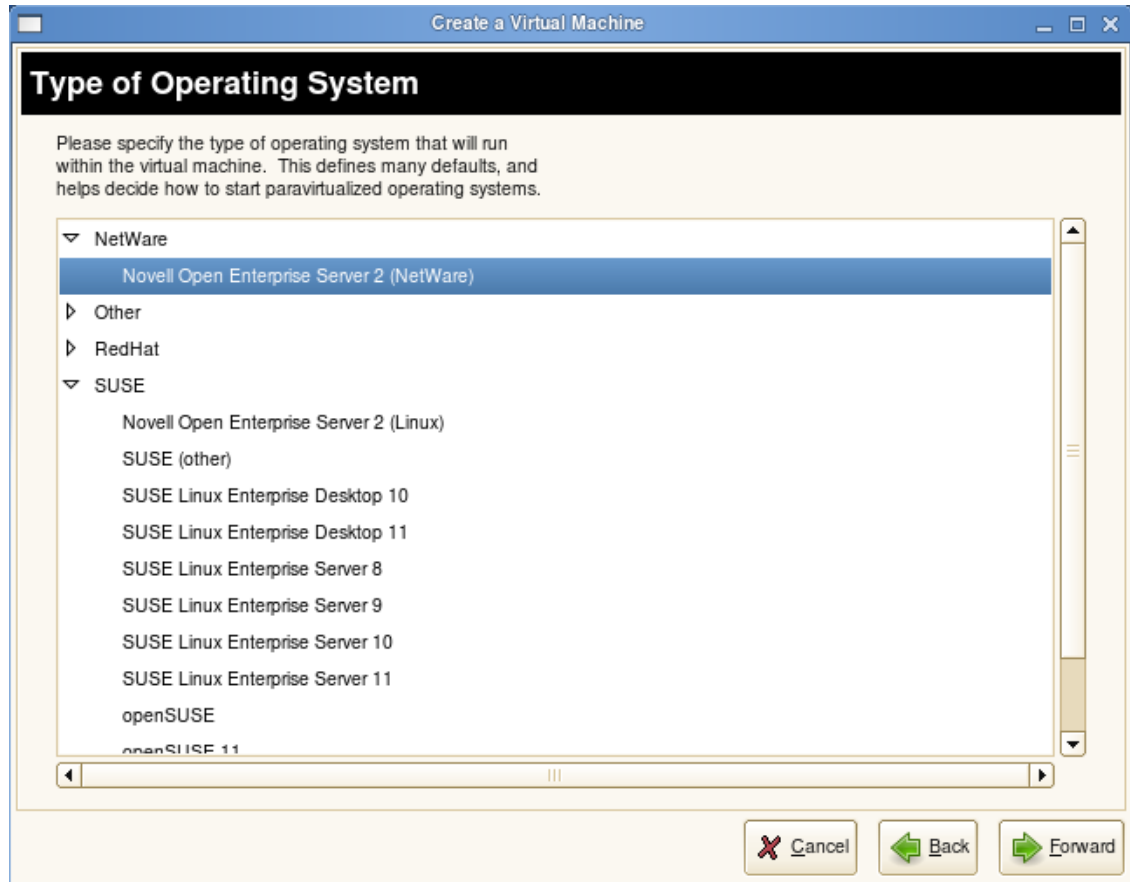 Create a Virtual Machine
Type of Operating System
Please specify the type of operating system that will run
within the virtual machine. This defines many defaults, and
helps decide how to start paravirtualized operating systems.
NetWare
Novell Open Enterprise Server 2 (NetWare)
Other
RedHat
SUSE
Novell Open Enterprise Server 2 (Linux)
SUSE (other)
SUSE Linux Enterprise Desktop 10
SUSE Linux Enterprise Desktop 11
SUSE Linux Enterprise Server 8
SUSE Linux Enterprise Server 9
SUSE Linux Enterprise Server 10
SUSE Linux Enterprise Server 11
openSUSE
openSUSE 11
Cancel
Back
Forward